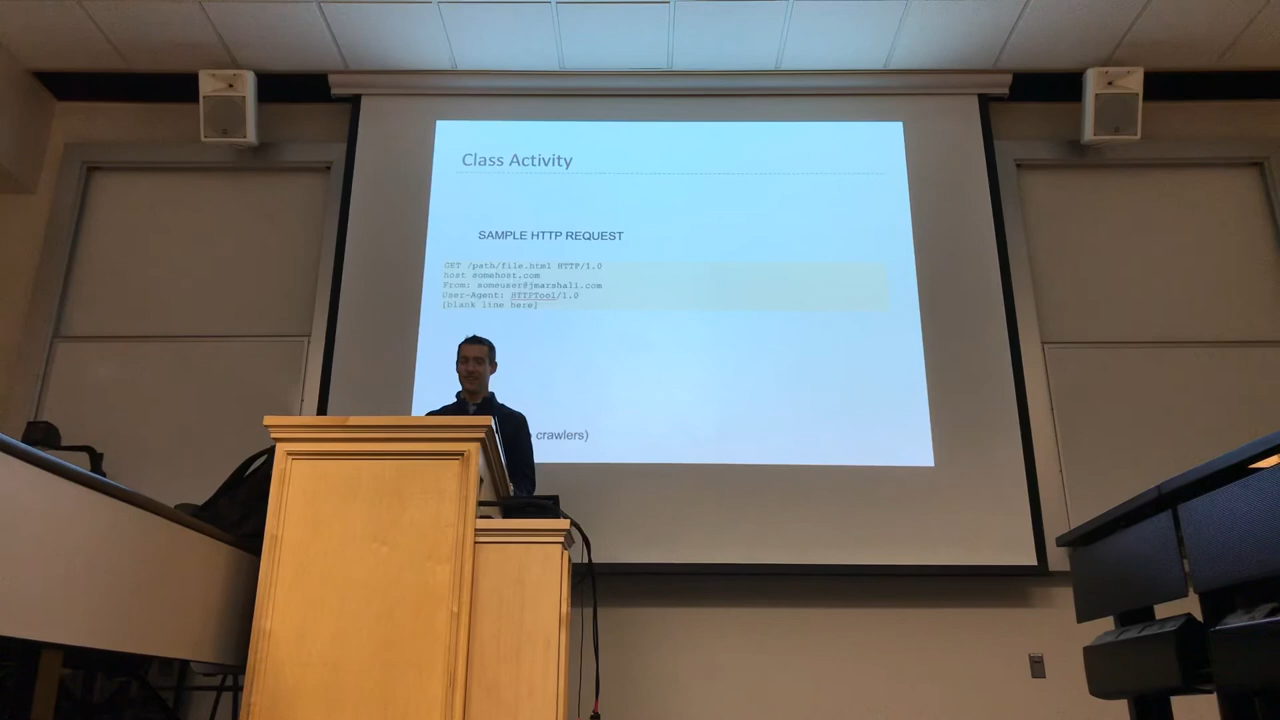 Class Activity
SAMPLE HTTP REQUEST
GET /path/file.html HTTP/1.0
host somehost.com
From: someuser@jmarshall.com
User-Agent: HTTPTool/1.0
[blank line here]
crawlers)